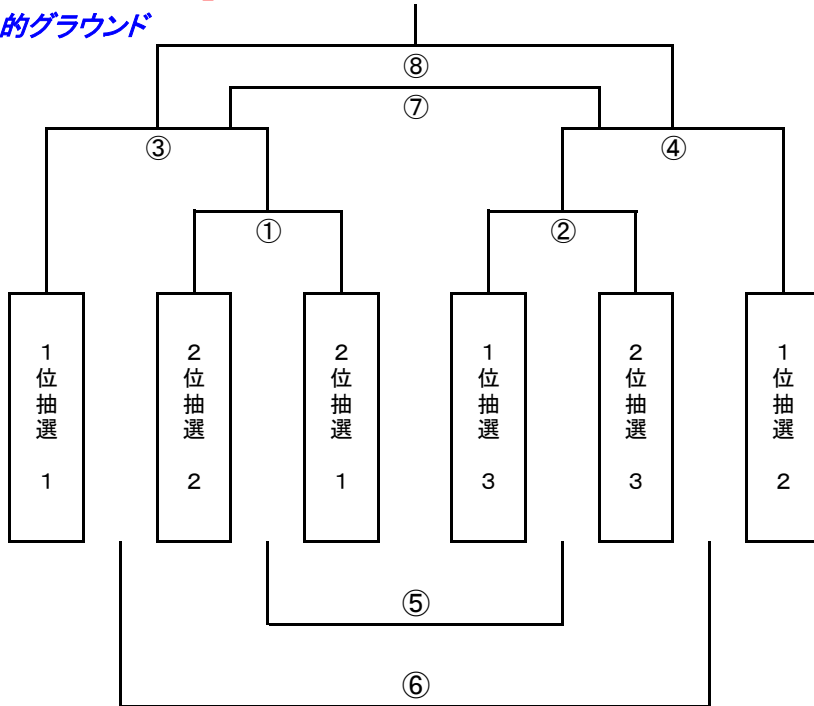 的グラウンド
⑧
⑦
③
④
①
②
1位抽選 1
2位抽選 2
2位抽選 1
1位抽選 3
2位抽選 3
1位抽選 2
⑤
⑥